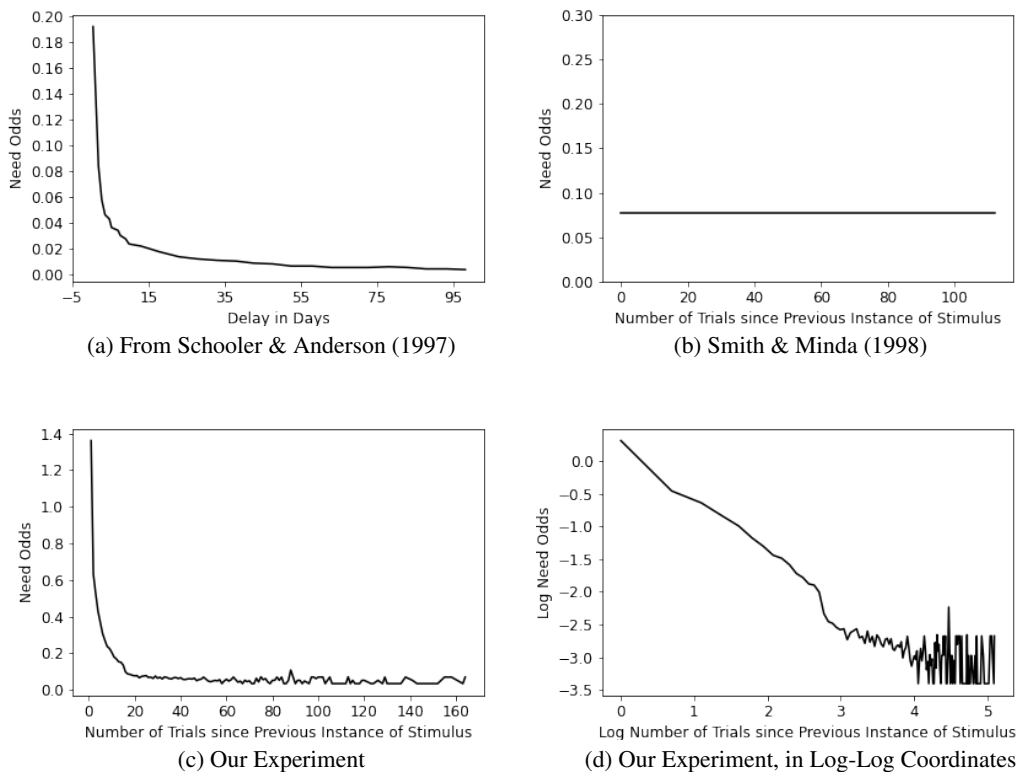 0.20
0.18
0.16
0.14
0.12
0.10
0.08
0.06
0.04
0.02
0.00
Need Odds
−5 15 35 55 75 95
Delay in Days
(a) From Schooler & Anderson (1997)
0.30
0.25
0.20
0.15
0.10
0.05
0.00
Need Odds
0 20 40 60 80 100
Number of Trials since Previous Instance of Stimulus
(b) Smith & Minda (1998)
1.4
1.2
1.0
0.8
0.6
0.4
0.2
0.0
Need Odds
0 20 40 60 80 100 120 140 160
Number of Trials since Previous Instance of Stimulus
(c) Our Experiment
0.0
−0.5
−1.0
−1.5
−2.0
−2.5
−3.0
−3.5
Log Need Odds
0 1 2 3 4 5
Log Number of Trials since Previous Instance of Stimulus
(d) Our Experiment, in Log-Log Coordinates